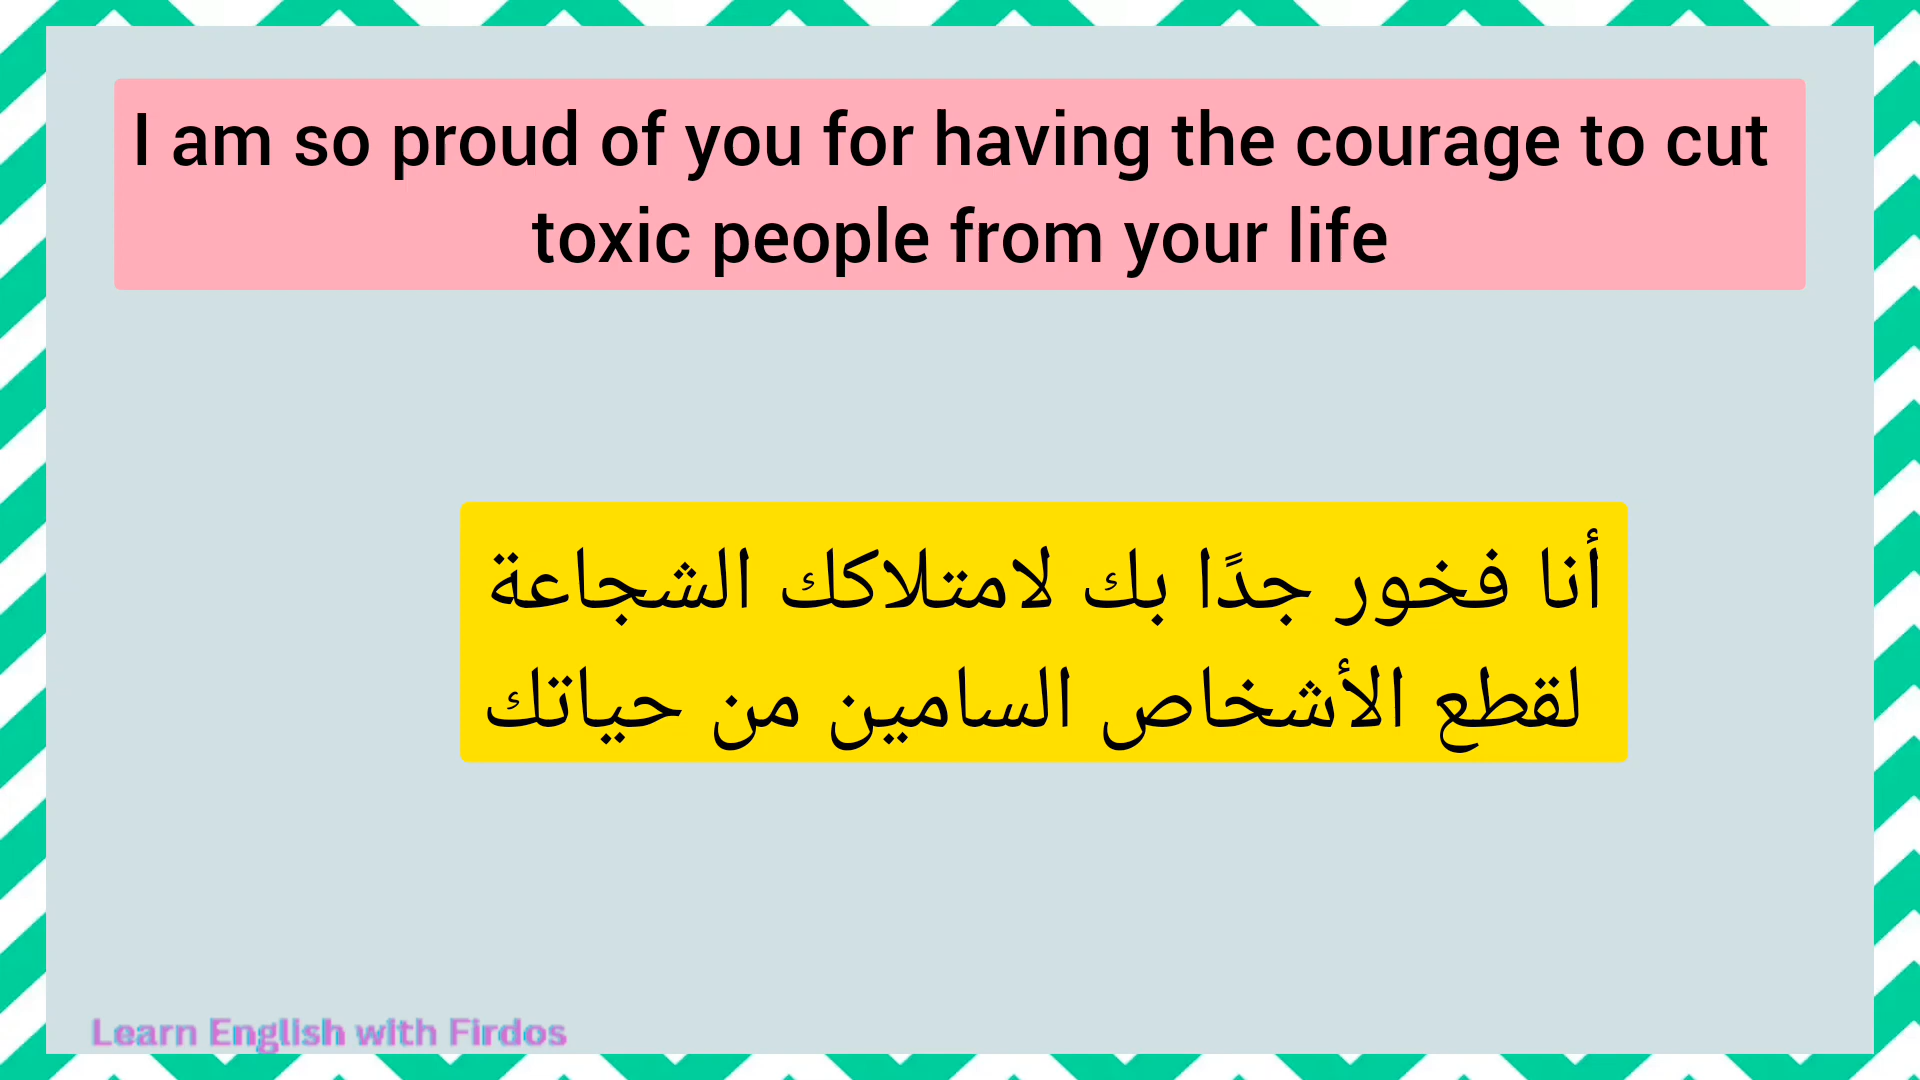 I am so proud of you for having the courage to cut
toxic people from your life
أنا فخور جدًا بك لامتلاكك الشجاعة
لقطع الأشخاص السامين من حياتك
Learn English with Firdos